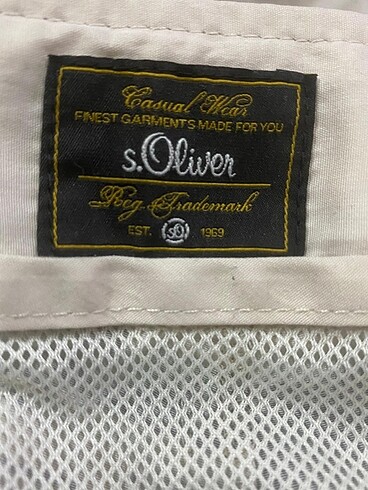 Casual Wear
FINEST GARMENTS MADE FOR YOU
s.Oliver
Reg. Trademark
EST. sO 1969